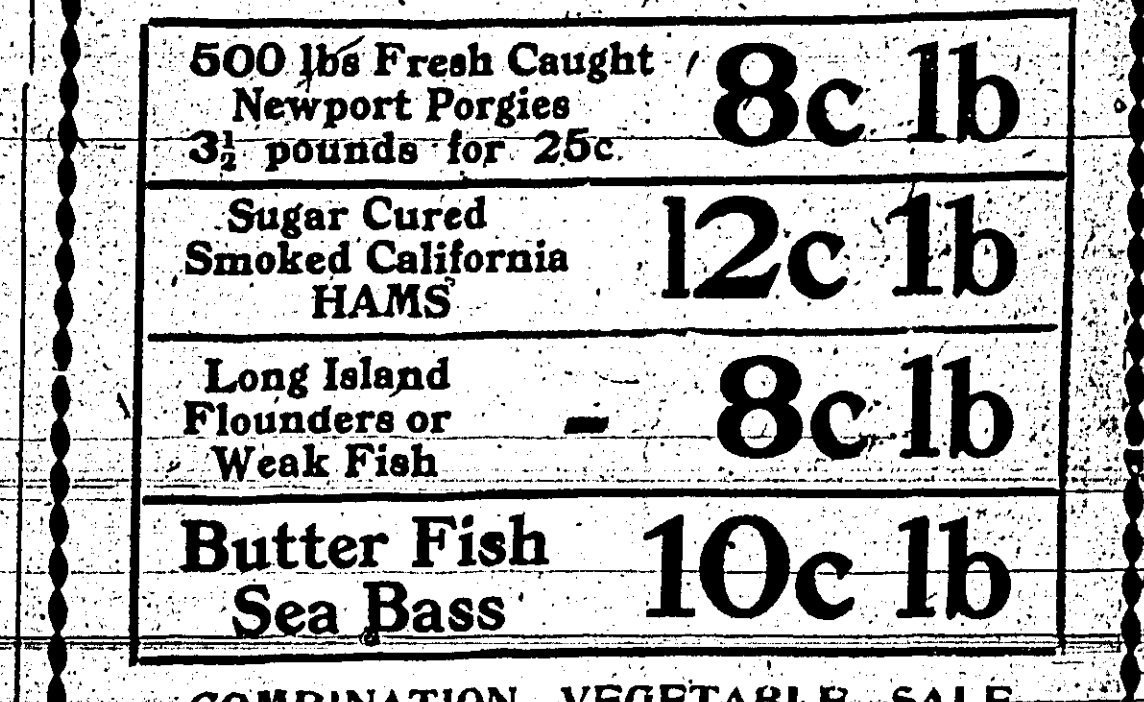 500 lbs Fresh Caught
Newport Porgies
3½ pounds for 25c.
8c lb
Sugar Cured
Smoked California
HAMS
12c lb
Long Island
Flounders or
Weak Fish
8c lb
Butter Fish
Sea Bass
10c lb
COMBINATION VEGETABLE SALE